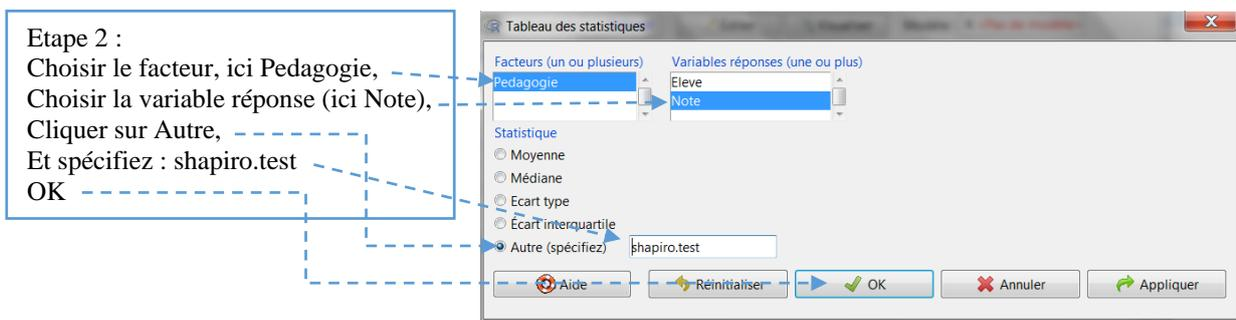 Etape 2 :
Choisir le facteur, ici Pedagogie,
Choisir la variable réponse (ici Note),
Cliquer sur Autre,
Et spécifiez : shapiro.test
OK
Tableau des statistiques
Facteurs (un ou plusieurs) Variables réponses (une ou plus)
Pedagogie Eleve
Note
Statistique
Moyenne
Médiane
Ecart type
Écart interquartile
Autre (spécifiez) shapiro.test
Aide Réinitialiser OK Annuler Appliquer